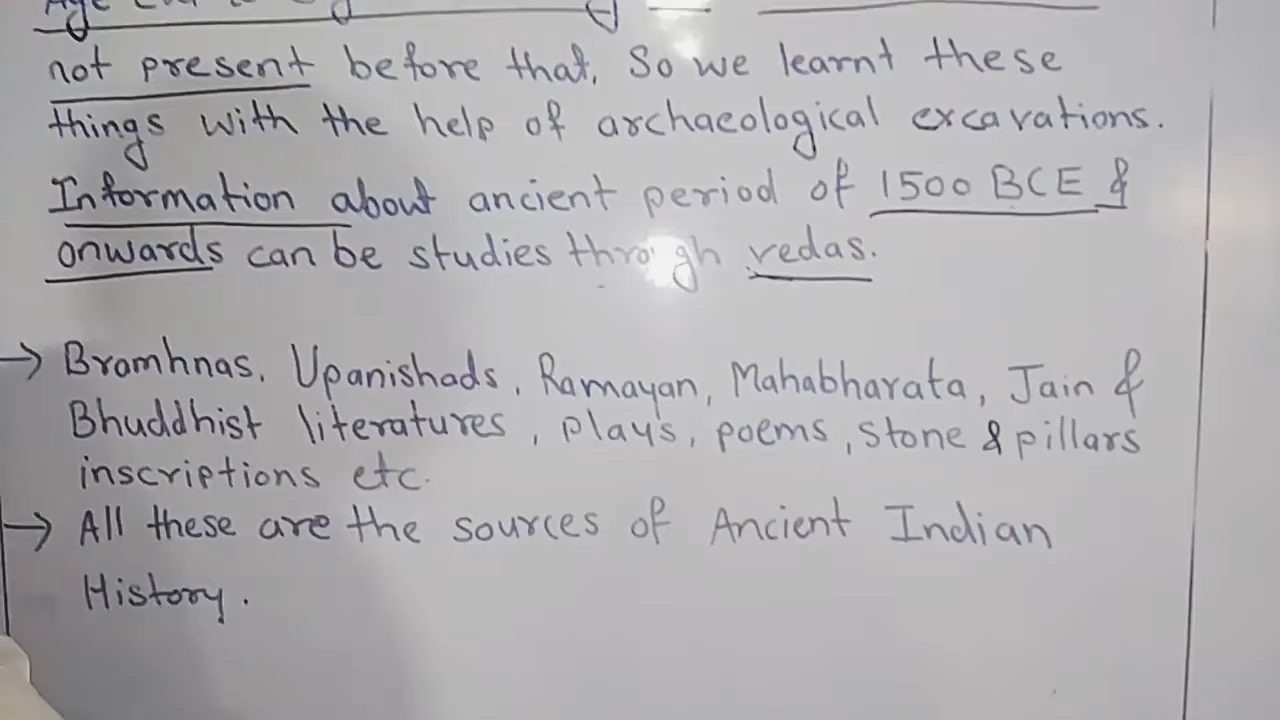 Age
not present before that. So we learnt these
things with the help of archaeological excavations.
Information about ancient period of 1500 BCE &
onwards can be studies through vedas.
→ Bromhnas, Upanishads, Ramayan, Mahabharata, Jain &
Bhuddhist literatures, plays, poems, stone & pillars
inscriptions etc.
→ All these are the sources of Ancient Indian
History.